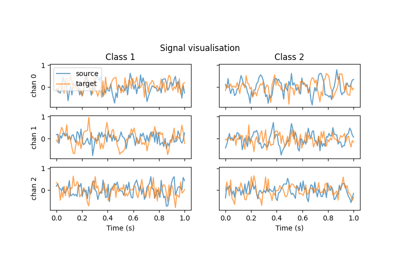 Signal visualisation
Class 1
Class 2
source
target
chan 0
1
0
chan 1
1
0
chan 2
1
0
0.0 0.2 0.4 0.6 0.8 1.0
0.0 0.2 0.4 0.6 0.8 1.0
Time (s)
Time (s)